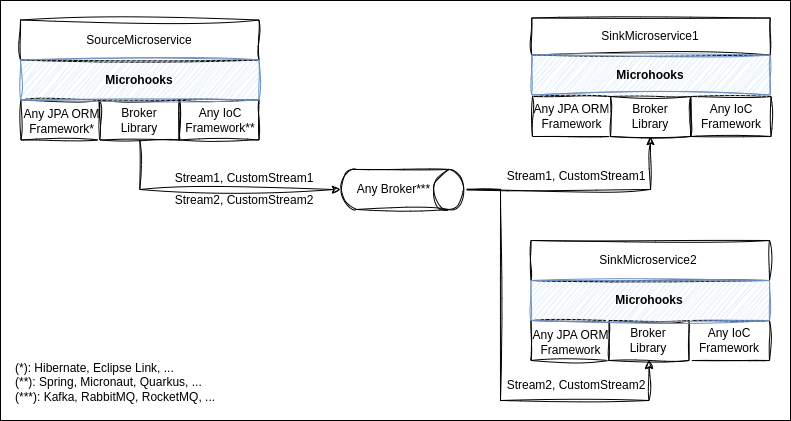 SourceMicroservice
Microhooks
Any JPA ORM
Framework*
Broker
Library
Any IoC
Framework**
Stream1, CustomStream1
Stream2, CustomStream2
Any Broker***
SinkMicroservice1
Microhooks
Any JPA ORM
Framework
Broker
Library
Any IoC
Framework
Stream1, CustomStream1
SinkMicroservice2
Microhooks
Any JPA ORM
Framework
Broker
Library
Any IoC
Framework
Stream2, CustomStream2
(*): Hibernate, Eclipse Link, ...
(**): Spring, Micronaut, Quarkus, ...
(***): Kafka, RabbitMQ, RocketMQ, ...